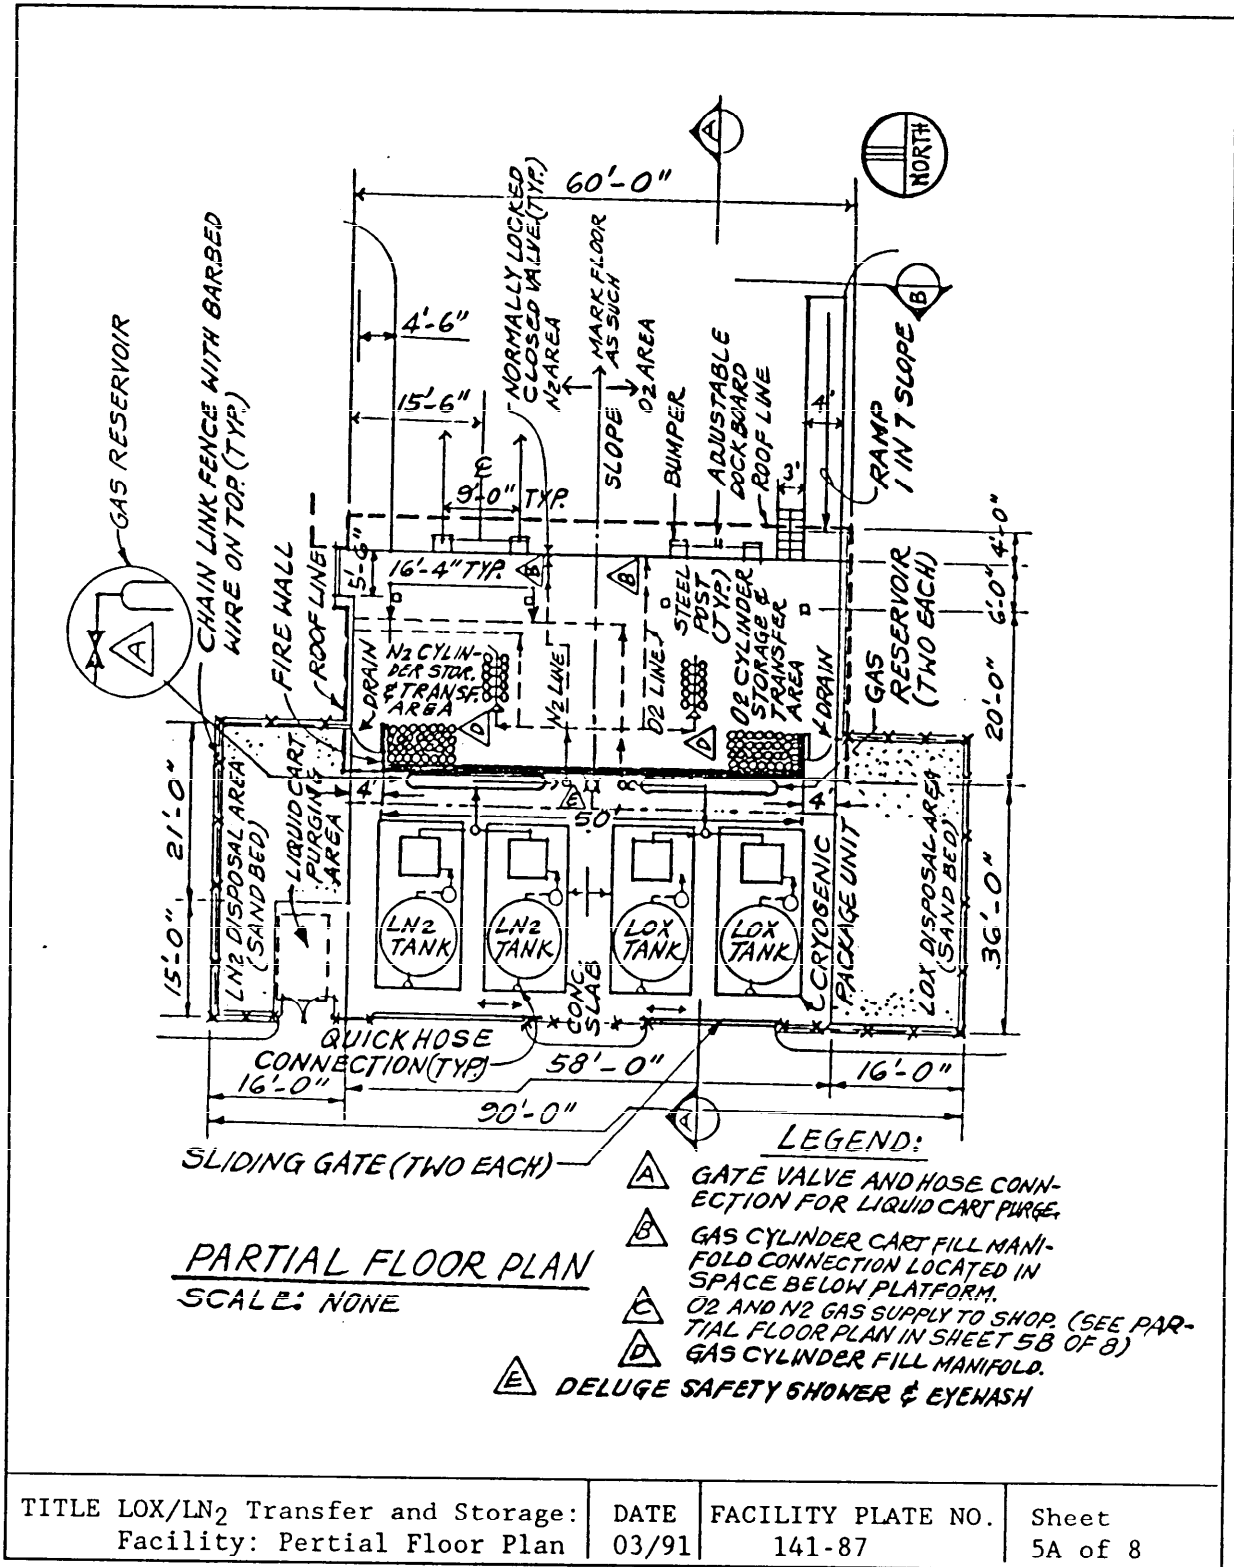 A
NORTH
60'-0"
B
NORMALLY LOCKED
CLOSED VALVE (TYP.)
N2 AREA
MARK FLOOR
AS SUCH
O2 AREA
SLOPE
4'-6"
15'-6"
9'-0" TYP.
BUMPER
ADJUSTABLE
DOCKBOARD
ROOF LINE
3'
4'
RAMP
1 IN 7 SLOPE
GAS RESERVOIR
A
CHAIN LINK FENCE WITH BARBED
WIRE ON TOP (TYP.)
FIRE WALL
ROOF LINE
5'-6"
16'-4" TYP.
B
B
STEEL
POST
(TYP.)
O2 CYLINDER
STORAGE &
TRANSFER
AREA
DRAIN
GAS
RESERVOIR
(TWO EACH)
4'-0"
6'-0"
20'-0"
DRAIN
N2 CYLIN-
DER STOR.
& TRANSF.
AREA
N2 LINE
O2 LINE
D
D
E
4'
50'
4'
21'-0"
15'-0"
LN2 DISPOSAL AREA
(SAND BED)
LIQUID CART
PURGING
AREA
LN2
TANK
LN2
TANK
LOX
TANK
LOX
TANK
CONC.
SLAB
CRYOGENIC
PACKAGE UNIT
LOX DISPOSAL AREA
(SAND BED)
36'-0"
QUICK HOSE
CONNECTION (TYP.)
16'-0"
58'-0"
16'-0"
90'-0"
A
SLIDING GATE (TWO EACH)
LEGEND:
A GATE VALVE AND HOSE CONN-
ECTION FOR LIQUID CART PURGE.
B GAS CYLINDER CART FILL MANI-
FOLD CONNECTION LOCATED IN
SPACE BELOW PLATFORM.
C O2 AND N2 GAS SUPPLY TO SHOP. (SEE PAR-
TIAL FLOOR PLAN IN SHEET 5B OF 8)
D GAS CYLINDER FILL MANIFOLD.
E DELUGE SAFETY SHOWER & EYEWASH
PARTIAL FLOOR PLAN
SCALE: NONE
TITLE LOX/LN2 Transfer and Storage:
Facility: Pertial Floor Plan
DATE
03/91
FACILITY PLATE NO.
141-87
Sheet
5A of 8